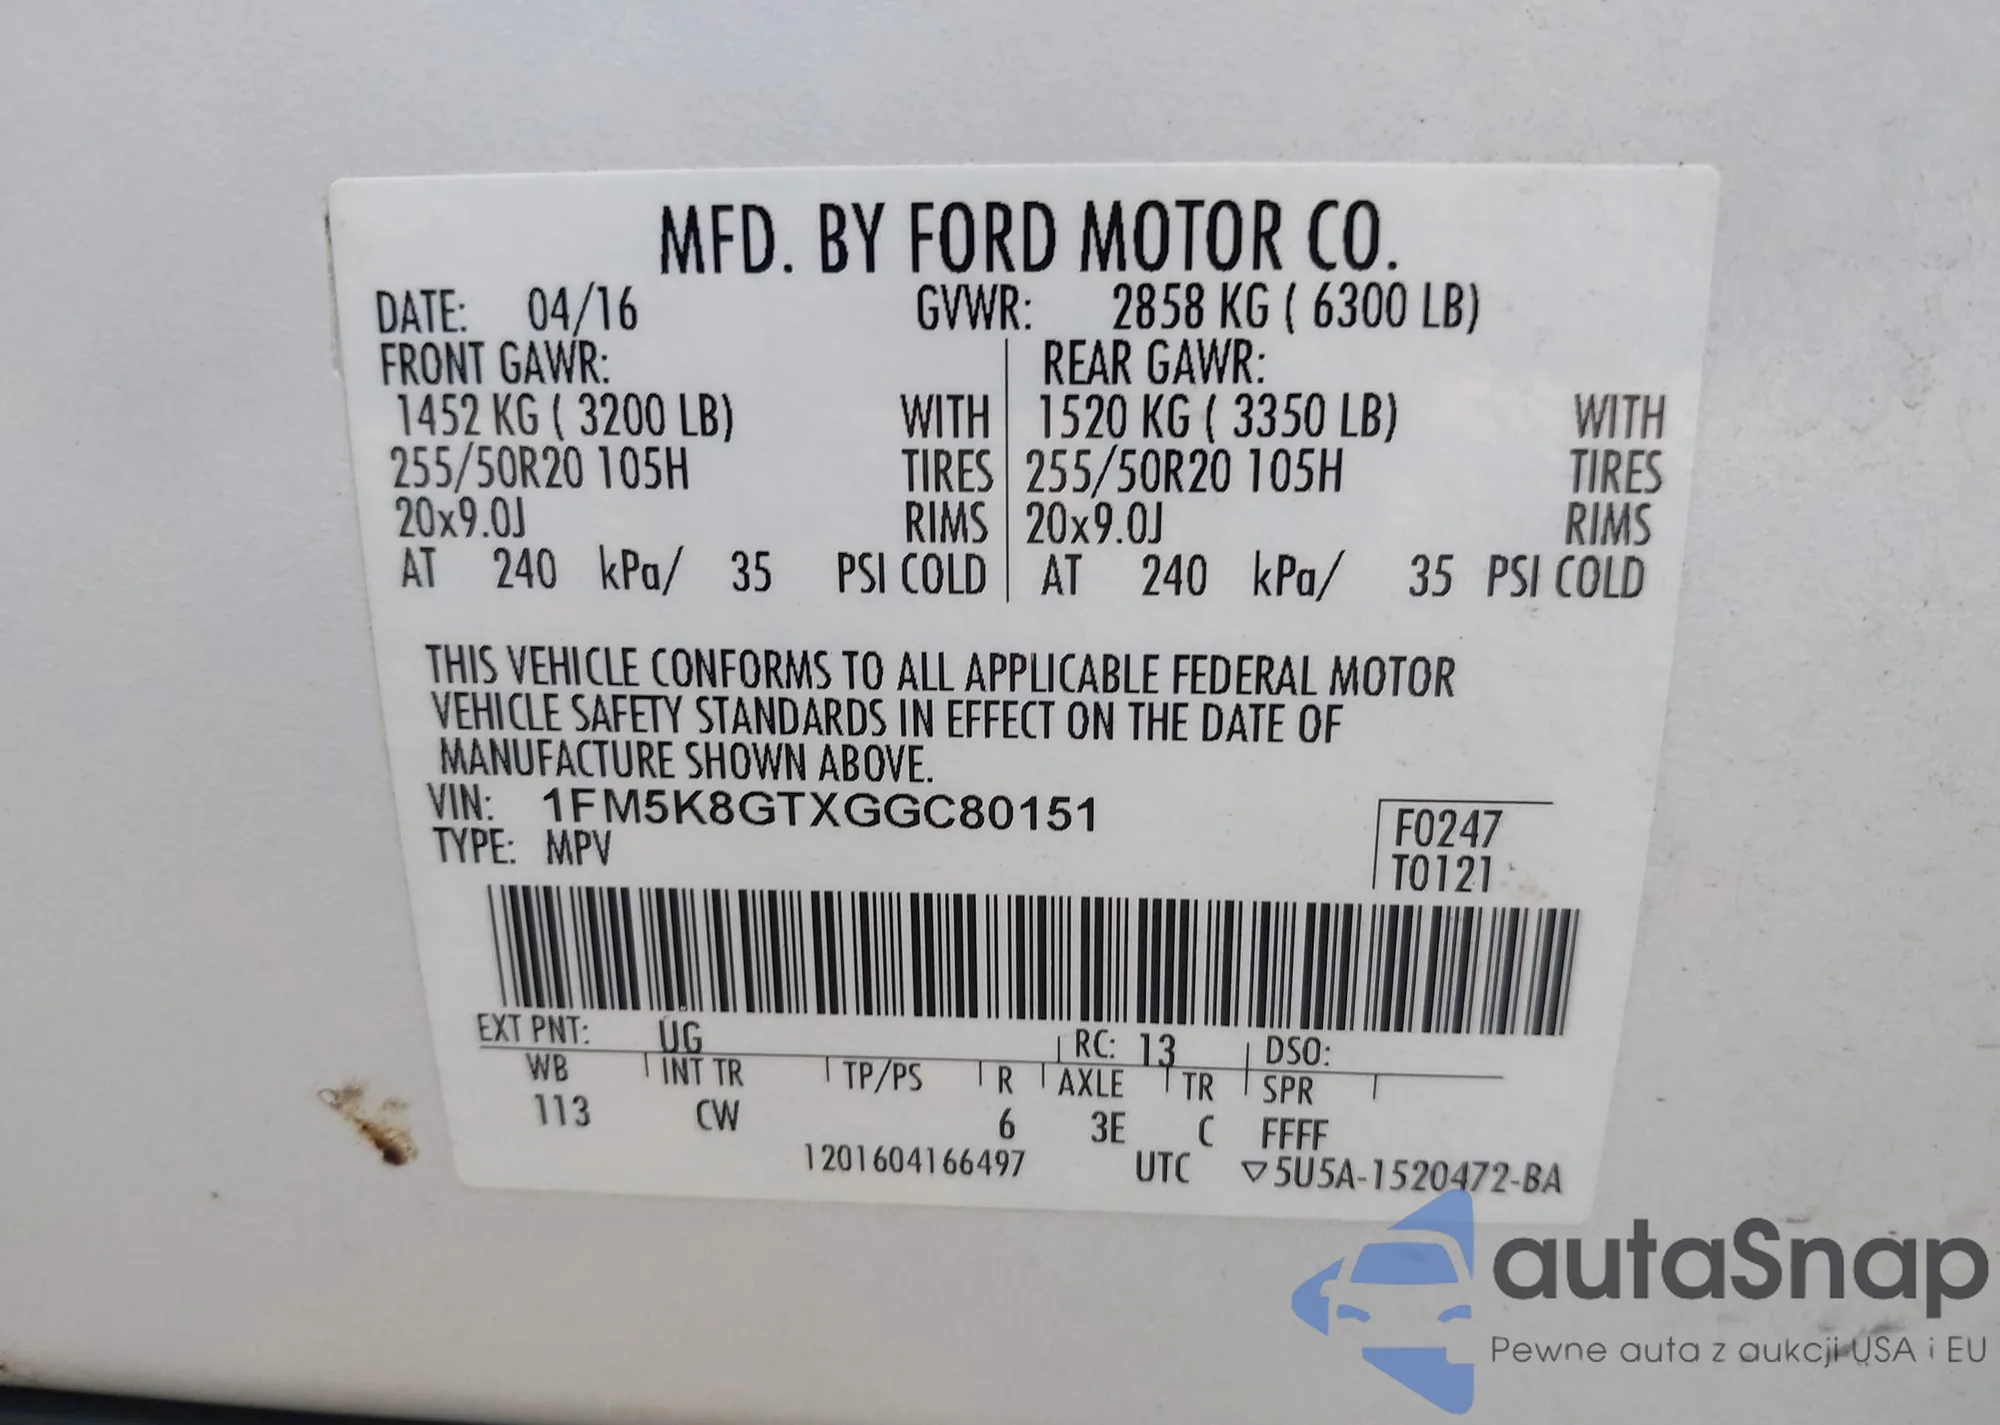 MFD. BY FORD MOTOR CO.
DATE: 04/16 GVWR: 2858 KG ( 6300 LB)
FRONT GAWR: REAR GAWR:
1452 KG ( 3200 LB) WITH 1520 KG ( 3350 LB) WITH
255/50R20 105H TIRES 255/50R20 105H TIRES
20x9.0J RIMS 20x9.0J RIMS
AT 240 kPa/ 35 PSI COLD AT 240 kPa/ 35 PSI COLD
THIS VEHICLE CONFORMS TO ALL APPLICABLE FEDERAL MOTOR
VEHICLE SAFETY STANDARDS IN EFFECT ON THE DATE OF
MANUFACTURE SHOWN ABOVE.
VIN: 1FM5K8GTXGGC80151
TYPE: MPV
F0247
T0121
EXT PNT: UG RC: 13 DSO:
WB INT TR TP/PS R AXLE TR SPR
113 CW 6 3E C FFFF
1201604166497 UTC ▽5U5A-1520472-BA
autaSnap
Pewne auta z aukcji USA i EU